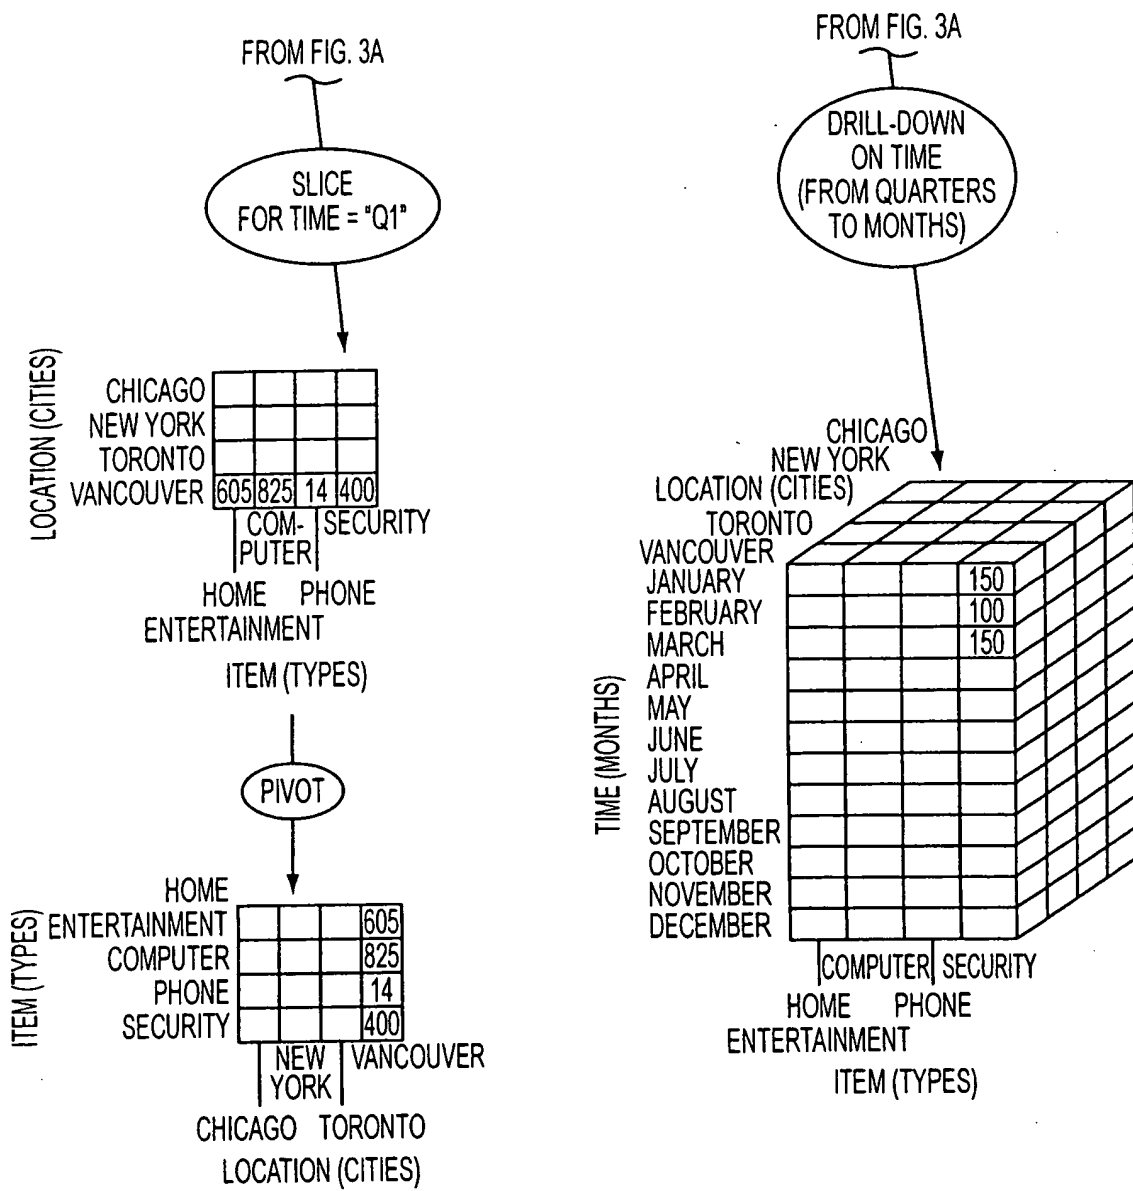 FROM FIG. 3A
SLICE
FOR TIME = "Q1"
LOCATION (CITIES)
CHICAGO
NEW YORK
TORONTO
VANCOUVER 605 825 14 400
COM- SECURITY
PUTER
HOME PHONE
ENTERTAINMENT
ITEM (TYPES)
PIVOT
ITEM (TYPES)
HOME
ENTERTAINMENT 605
COMPUTER 825
PHONE 14
SECURITY 400
NEW VANCOUVER
YORK
CHICAGO TORONTO
LOCATION (CITIES)
FROM FIG. 3A
DRILL-DOWN
ON TIME
(FROM QUARTERS
TO MONTHS)
CHICAGO
NEW YORK
LOCATION (CITIES)
TORONTO
VANCOUVER
TIME (MONTHS)
JANUARY 150
FEBRUARY 100
MARCH 150
APRIL
MAY
JUNE
JULY
AUGUST
SEPTEMBER
OCTOBER
NOVEMBER
DECEMBER
COMPUTER SECURITY
HOME PHONE
ENTERTAINMENT
ITEM (TYPES)